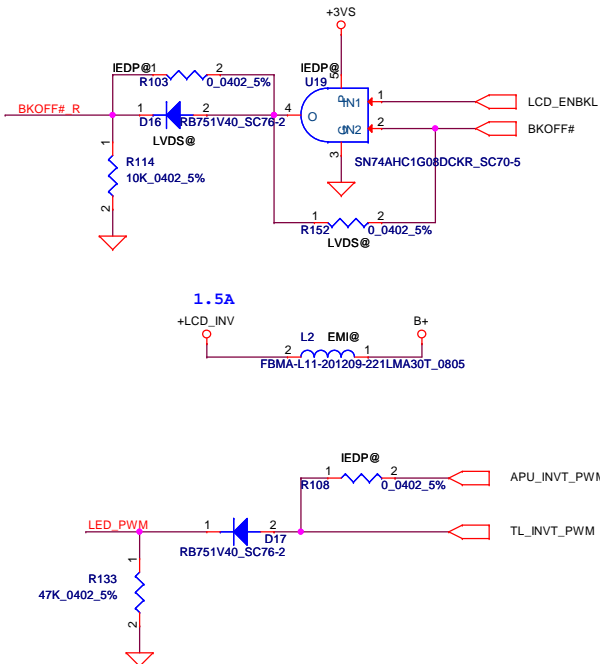 +3VS
IEDP@
R103
1
2
0_0402_5%
IEDP@
U19
5
P
IN1
1
LCD_ENBKL
BKOFF#_R
1
D16
2
RB751V40_SC76-2
LVDS@
4
O
IN2
G
2
BKOFF#
3
SN74AHC1G08DCKR_SC70-5
1
R114
10K_0402_5%
2
1
R152
2
0_0402_5%
LVDS@
1.5A
+LCD_INV
B+
L2
EMI@
2
1
FBMA-L11-201209-221LMA30T_0805
IEDP@
1
R108
2
0_0402_5%
APU_INVT_PWM
LED_PWM
1
2
D17
RB751V40_SC76-2
TL_INVT_PWM
1
R133
47K_0402_5%
2